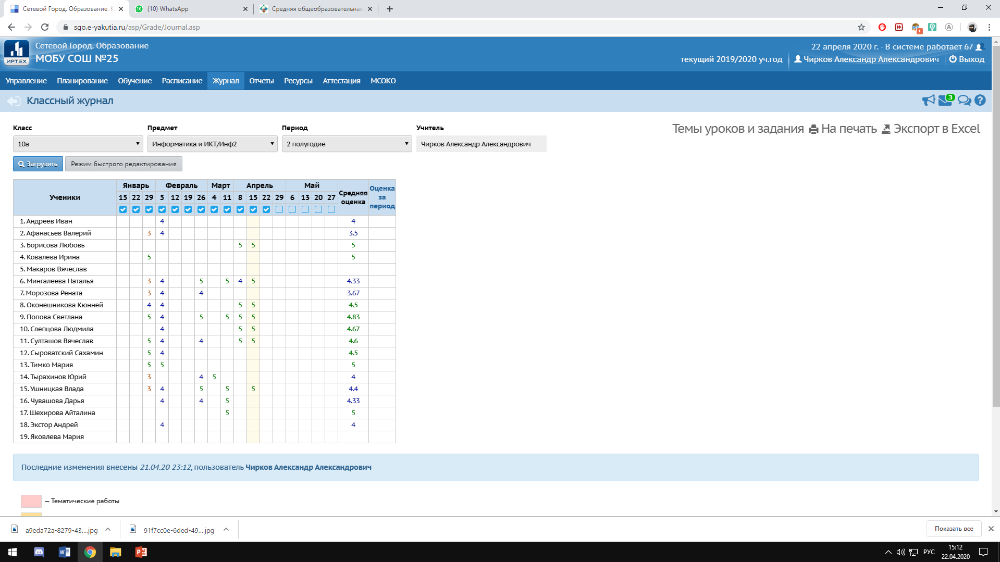 Сетевой Город. Образование. К
(10) WhatsApp
Средняя общеобразовательная
sgo.e-yakutia.ru/asp/Grade/Journal.asp
ИРТЕХ
Сетевой Город. Образование
МОБУ СОШ №25
22 апреля 2020 г. - В системе работает 67
текущий 2019/2020 уч.год Чирков Александр Александрович Выход
Управление Планирование Обучение Расписание Журнал Отчеты Ресурсы Аттестация МСОКО
Классный журнал
3
Класс Предмет Период Учитель
Темы уроков и задания На печать Экспорт в Excel
10а Информатика и ИКТ/Инф2 2 полугодие Чирков Александр Александрович
Загрузить Режим быстрого редактирования
Ученики Январь Февраль Март Апрель Май Средняя оценка Оценка за период
15 22 29 5 12 19 26 4 11 8 15 22 29 6 13 20 27
1. Андреев Иван 4 4
2. Афанасьев Валерий 3 4 3.5
3. Борисова Любовь 5 5 5
4. Ковалева Ирина 5 5
5. Макаров Вячеслав
6. Мингалеева Наталья 3 4 5 5 4 5 4.33
7. Морозова Рената 3 4 4 3.67
8. Оконешникова Кюнней 4 4 5 5 4.5
9. Попова Светлана 5 4 5 5 5 5 4.83
10. Слепцова Людмила 4 5 5 4.67
11. Султашов Вячеслав 5 4 4 5 5 4.6
12. Сыроватский Сахамин 5 4 4.5
13. Тимко Мария 5 5 5
14. Тырахинов Юрий 3 4 5 4
15. Ушницкая Влада 3 4 5 5 5 4.4
16. Чувашова Дарья 4 4 5 4.33
17. Шехирова Айталина 5 5
18. Экстор Андрей 4 4
19. Яковлева Мария
Последние изменения внесены 21.04.20 23:12, пользователь Чирков Александр Александрович
– Тематические работы
a9eda72a-8279-43....jpg
91f7cc0e-6ded-49....jpg
Показать все
РУС
15:12
22.04.2020